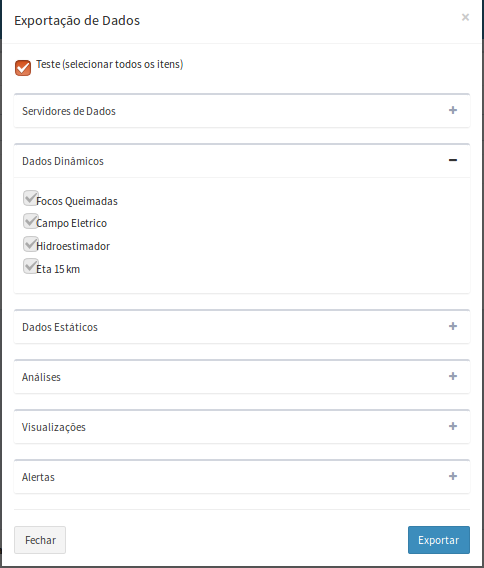 Exportação de Dados ×
Teste (selecionar todos os itens)
Servidores de Dados +
Dados Dinâmicos −
Focos Queimadas
Campo Eletrico
Hidroestimador
Eta 15 km
Dados Estáticos +
Análises +
Visualizações +
Alertas +
Fechar Exportar